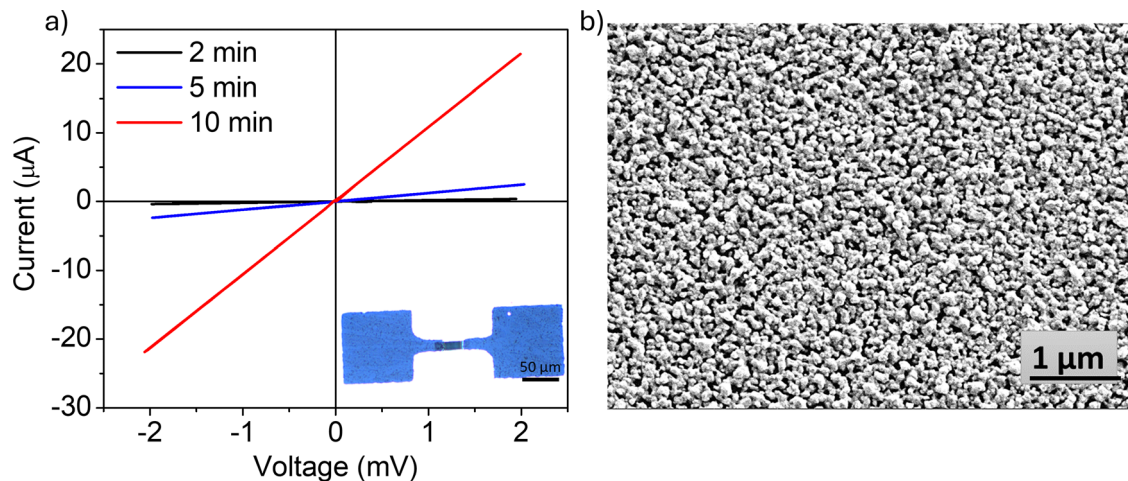 a)
2 min
5 min
10 min
Current (μA)
20
10
0
-10
-20
-30
-2
-1
0
1
2
Voltage (mV)
50 μm
b)
1 μm